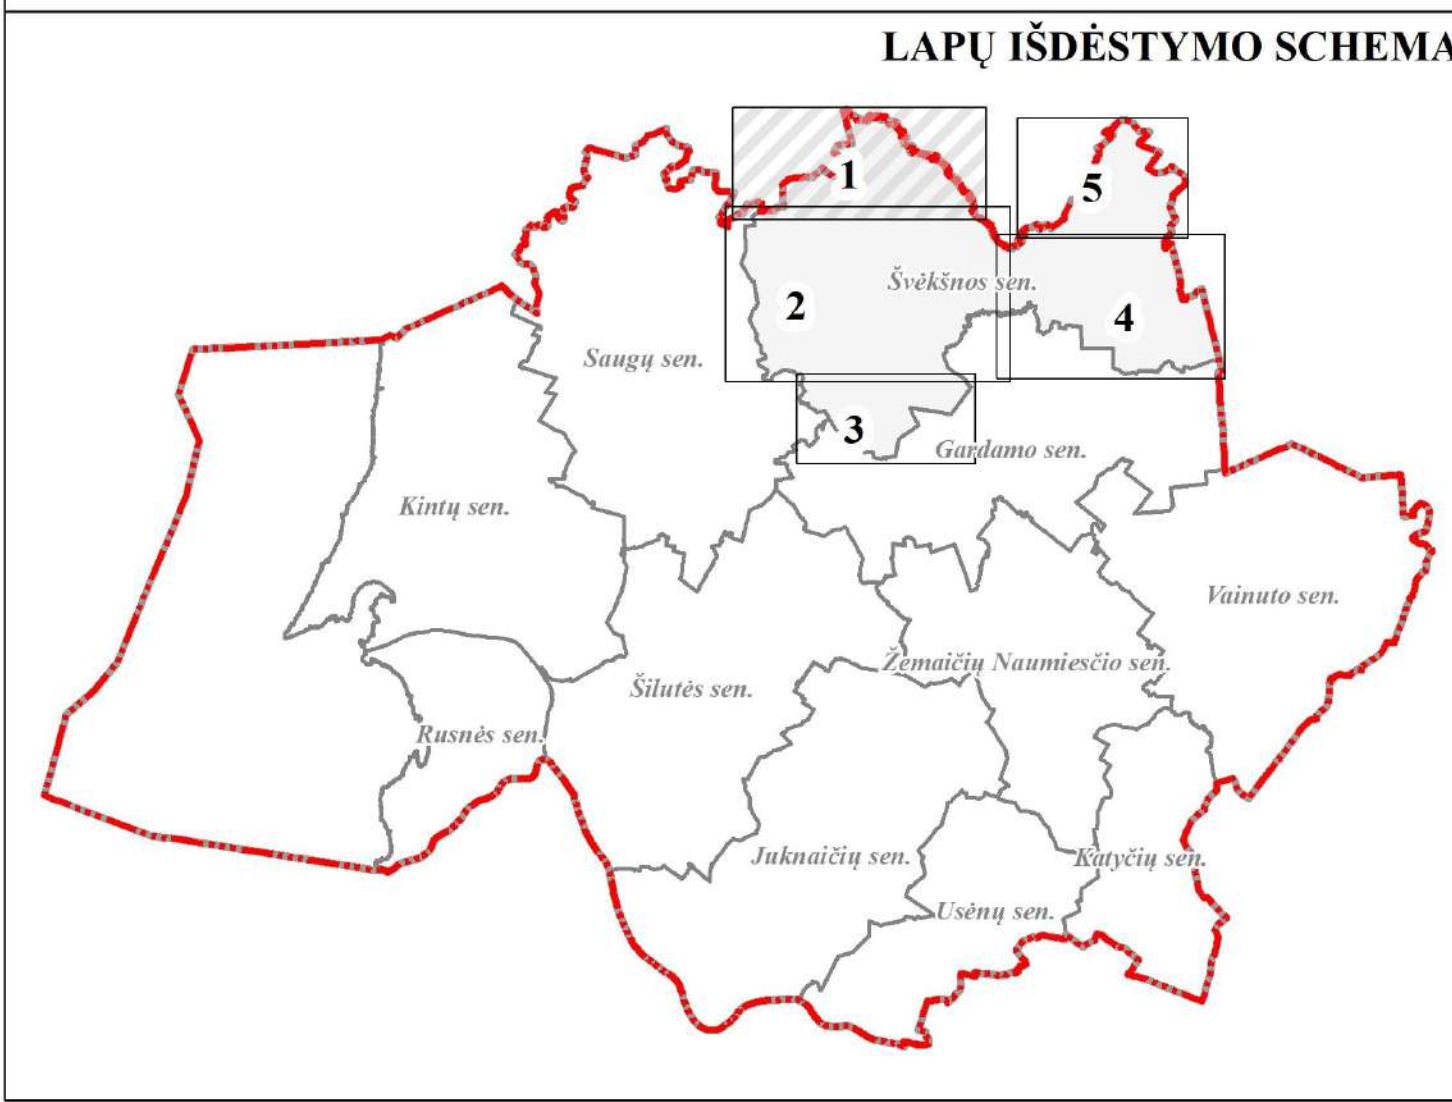 LAPŲ IŠDĖSTYMO SCHEMA
1
5
Švėkšnos sen.
2
4
Saugų sen.
3
Gardamo sen.
Kintų sen.
Vainuto sen.
Žemaičių Naumiesčio sen.
Šilutės sen.
Rusnės sen.
Juknaičių sen.
Katyčių sen.
Usėnų sen.